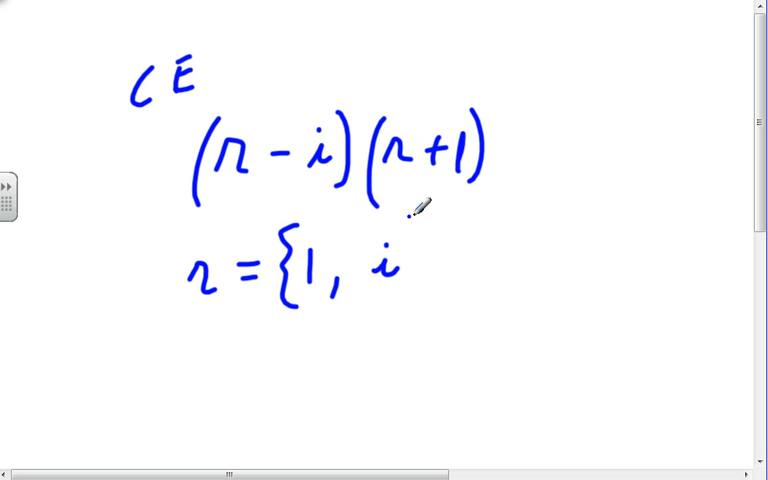 CE
(r - i)(r + 1)
r = {1, i